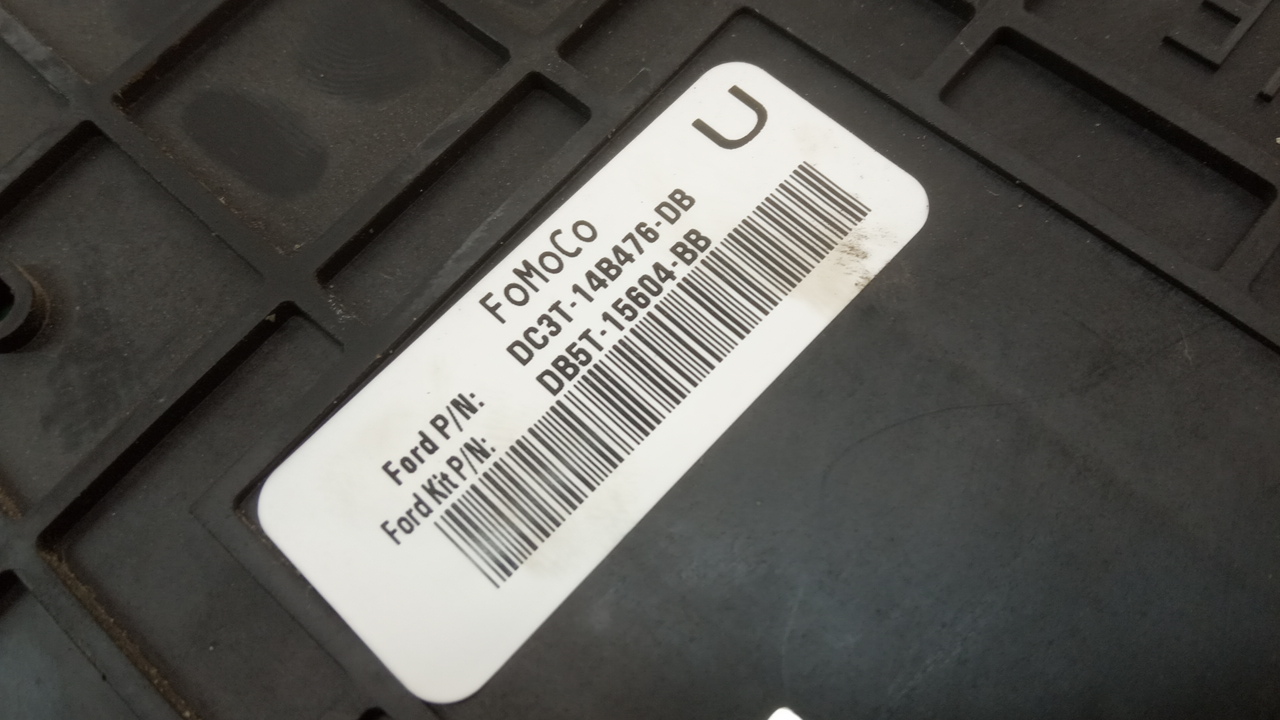 U
FoMoCo
Ford P/N: DC3T-14B476-DB
Ford Kit P/N: DB5T-15604-BB